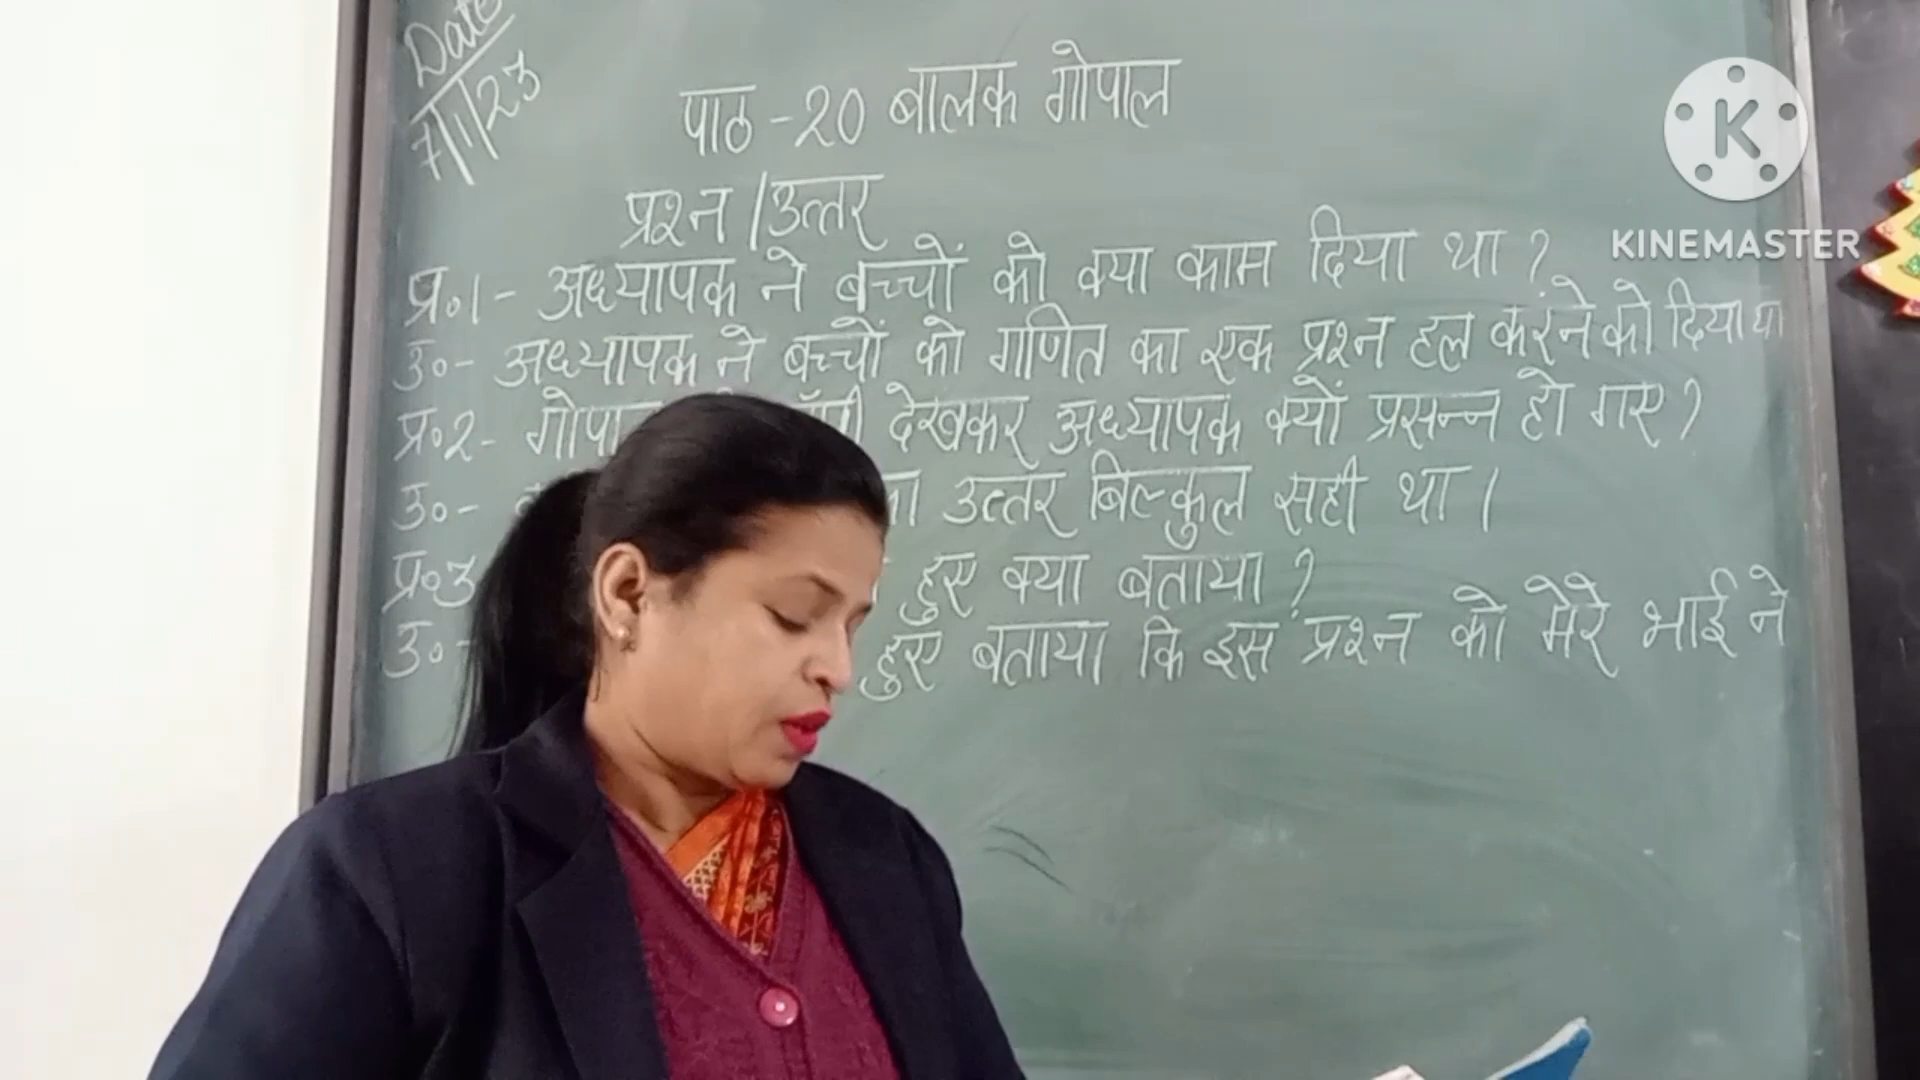 Date
7/1/23
पाठ -20 बालक गोपाल
प्रश्न/उत्तर
प्र०1- अध्यापक ने बच्चों को क्या काम दिया था?
उ०- अध्यापक ने बच्चों को गणित का एक प्रश्न हल करने को दिया था
प्र०2- देखकर अध्यापक क्यों प्रसन्न हो गए?
उ०- उत्तर बिल्कुल सही था।
प्र०3 हुए क्या बताया?
उ०- हुए बताया कि इस प्रश्न को मेरे भाई ने
K
KINEMASTER